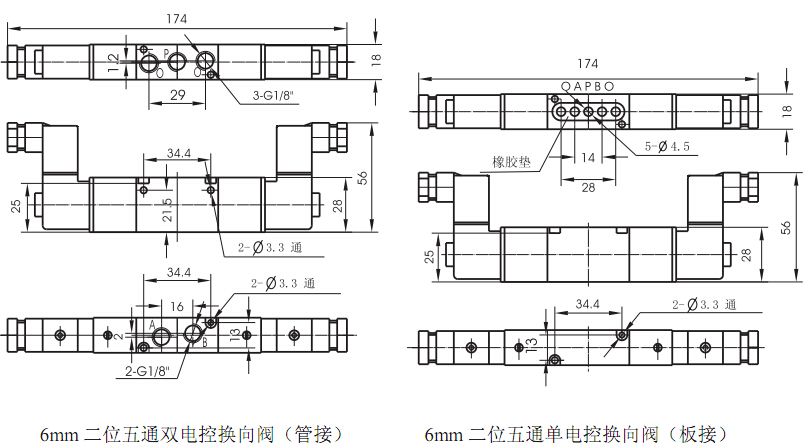 174
1.2
P
O
O
18
29
3-G1/8"
34.4
25
21.5
28
56
2-Ø3.3 通
34.4
2-Ø3.3 通
16
A
2
B
13
2-G1/8"
6mm 二位五通双电控换向阀（管接）
174
OAPBO
18
5-Ø4.5
橡胶垫
14
28
56
25
28
34.4
2-Ø3.3 通
13
6mm 二位五通单电控换向阀（板接）